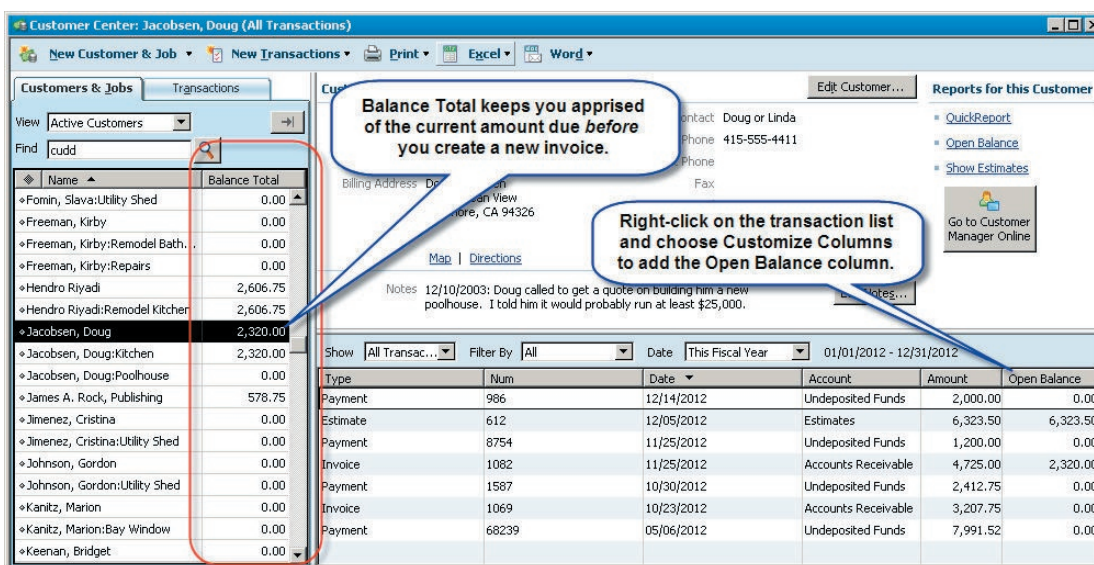 Customer Center: Jacobsen, Doug (All Transactions)
New Customer & Job New Transactions Print Excel Word
Customers & Jobs Transactions
View Active Customers
Find cudd
Name Balance Total
Fomin, Slava:Utility Shed 0.00
Freeman, Kirby 0.00
Freeman, Kirby:Remodel Bath... 0.00
Freeman, Kirby:Repairs 0.00
Hendro Riyadi 2,606.75
Hendro Riyadi:Remodel Kitchen 2,606.75
Jacobsen, Doug 2,320.00
Jacobsen, Doug:Kitchen 2,320.00
Jacobsen, Doug:Poolhouse 0.00
James A. Rock, Publishing 578.75
Jimenez, Cristina 0.00
Jimenez, Cristina:Utility Shed 0.00
Johnson, Gordon 0.00
Johnson, Gordon:Utility Shed 0.00
Kanitz, Marion 0.00
Kanitz, Marion:Bay Window 0.00
Keenan, Bridget 0.00
Balance Total keeps you apprised
of the current amount due before
you create a new invoice.
Edit Customer...
Doug or Linda
Phone 415-555-4411
Phone
Fax
Billing Address
View
CA 94326
Map | Directions
Notes 12/10/2003: Doug called to get a quote on building him a new
poolhouse. I told him it would probably run at least $25,000.
Reports for this Customer
QuickReport
Open Balance
Show Estimates
Go to Customer
Manager Online
Right-click on the transaction list
and choose Customize Columns
to add the Open Balance column.
Show All Transac... Filter By All Date This Fiscal Year 01/01/2012 - 12/31/2012
Type Num Date Account Amount Open Balance
Payment 986 12/14/2012 Undeposited Funds 2,000.00 0.00
Estimate 612 12/05/2012 Estimates 6,323.50 6,323.50
Payment 8754 11/25/2012 Undeposited Funds 1,200.00 0.00
Invoice 1082 11/25/2012 Accounts Receivable 4,725.00 2,320.00
Payment 1587 10/30/2012 Undeposited Funds 2,412.75 0.00
Invoice 1069 10/23/2012 Accounts Receivable 3,207.75 0.00
Payment 68239 05/06/2012 Undeposited Funds 7,991.52 0.00